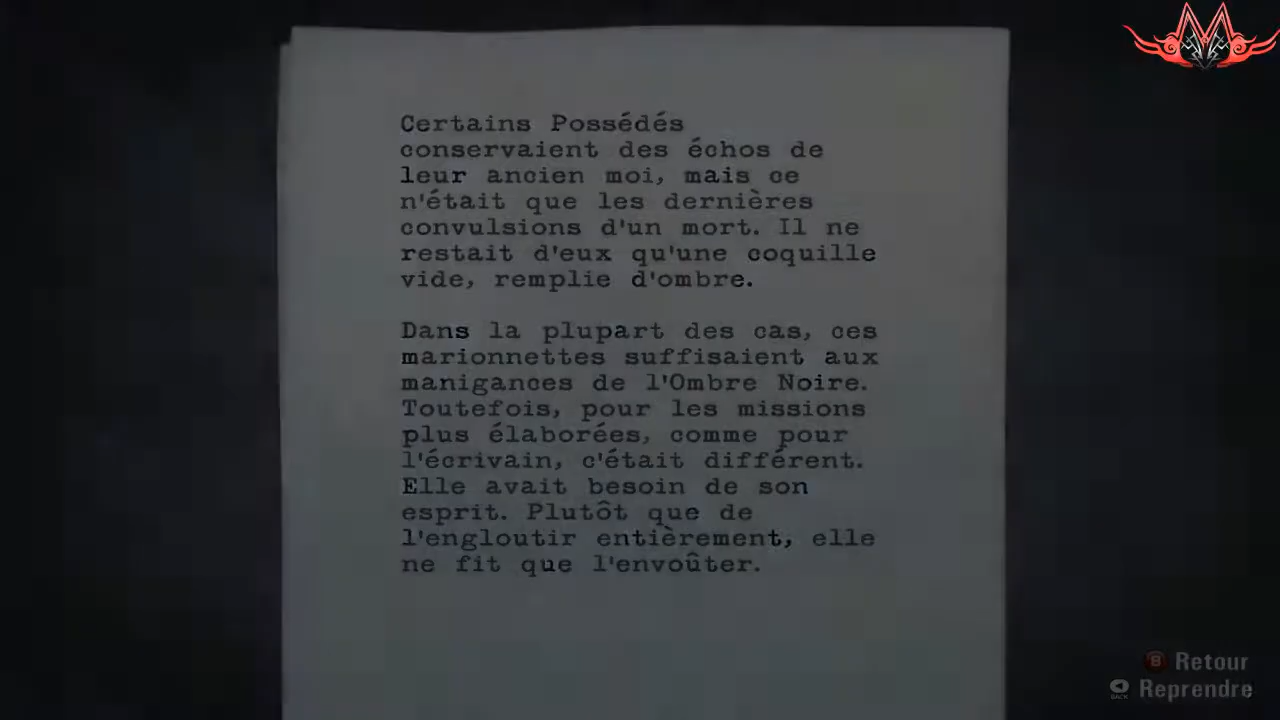 Certains Possédés
conservaient des échos de
leur ancien moi, mais ce
n'était que les dernières
convulsions d'un mort. Il ne
restait d'eux qu'une coquille
vide, remplie d'ombre.
Dans la plupart des cas, ces
marionnettes suffisaient aux
manigances de l'Ombre Noire.
Toutefois, pour les missions
plus élaborées, comme pour
l'écrivain, c'était différent.
Elle avait besoin de son
esprit. Plutôt que de
l'engloutir entièrement, elle
ne fit que l'envoûter.
B Retour
BACK Reprendre